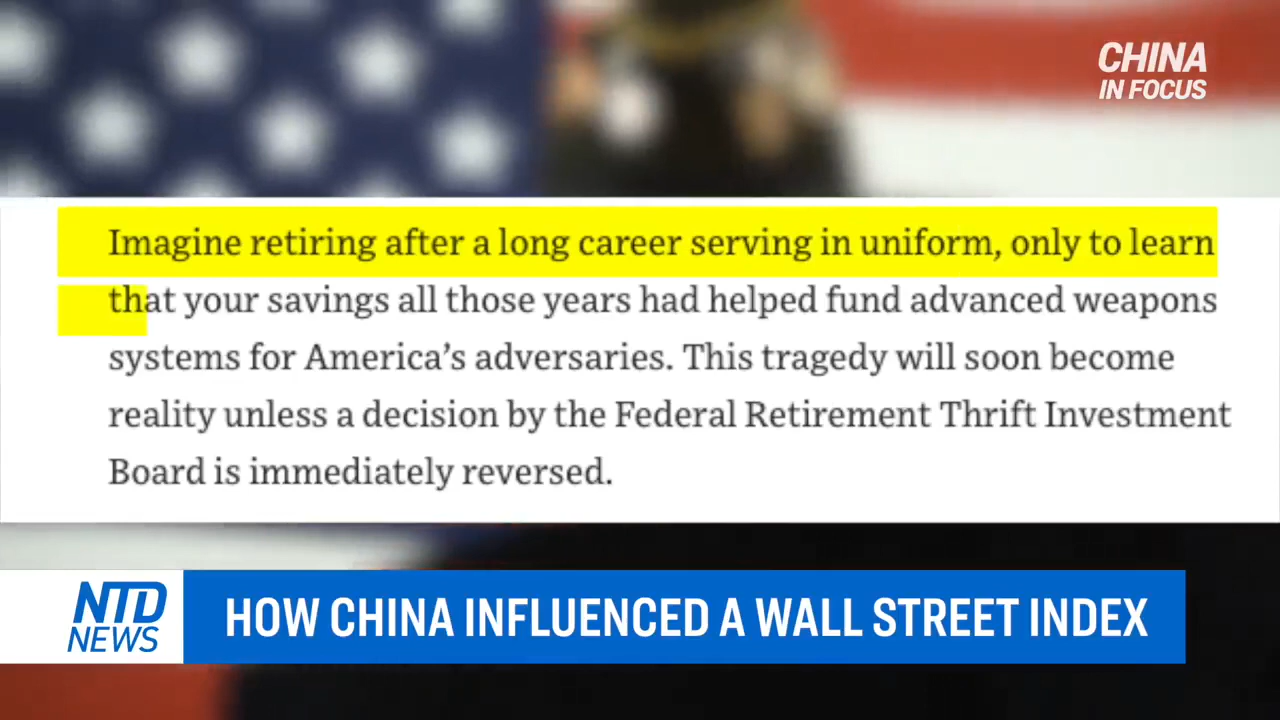 CHINA
IN FOCUS
Imagine retiring after a long career serving in uniform, only to learn
that your savings all those years had helped fund advanced weapons
systems for America’s adversaries. This tragedy will soon become
reality unless a decision by the Federal Retirement Thrift Investment
Board is immediately reversed.
NTD
NEWS
HOW CHINA INFLUENCED A WALL STREET INDEX